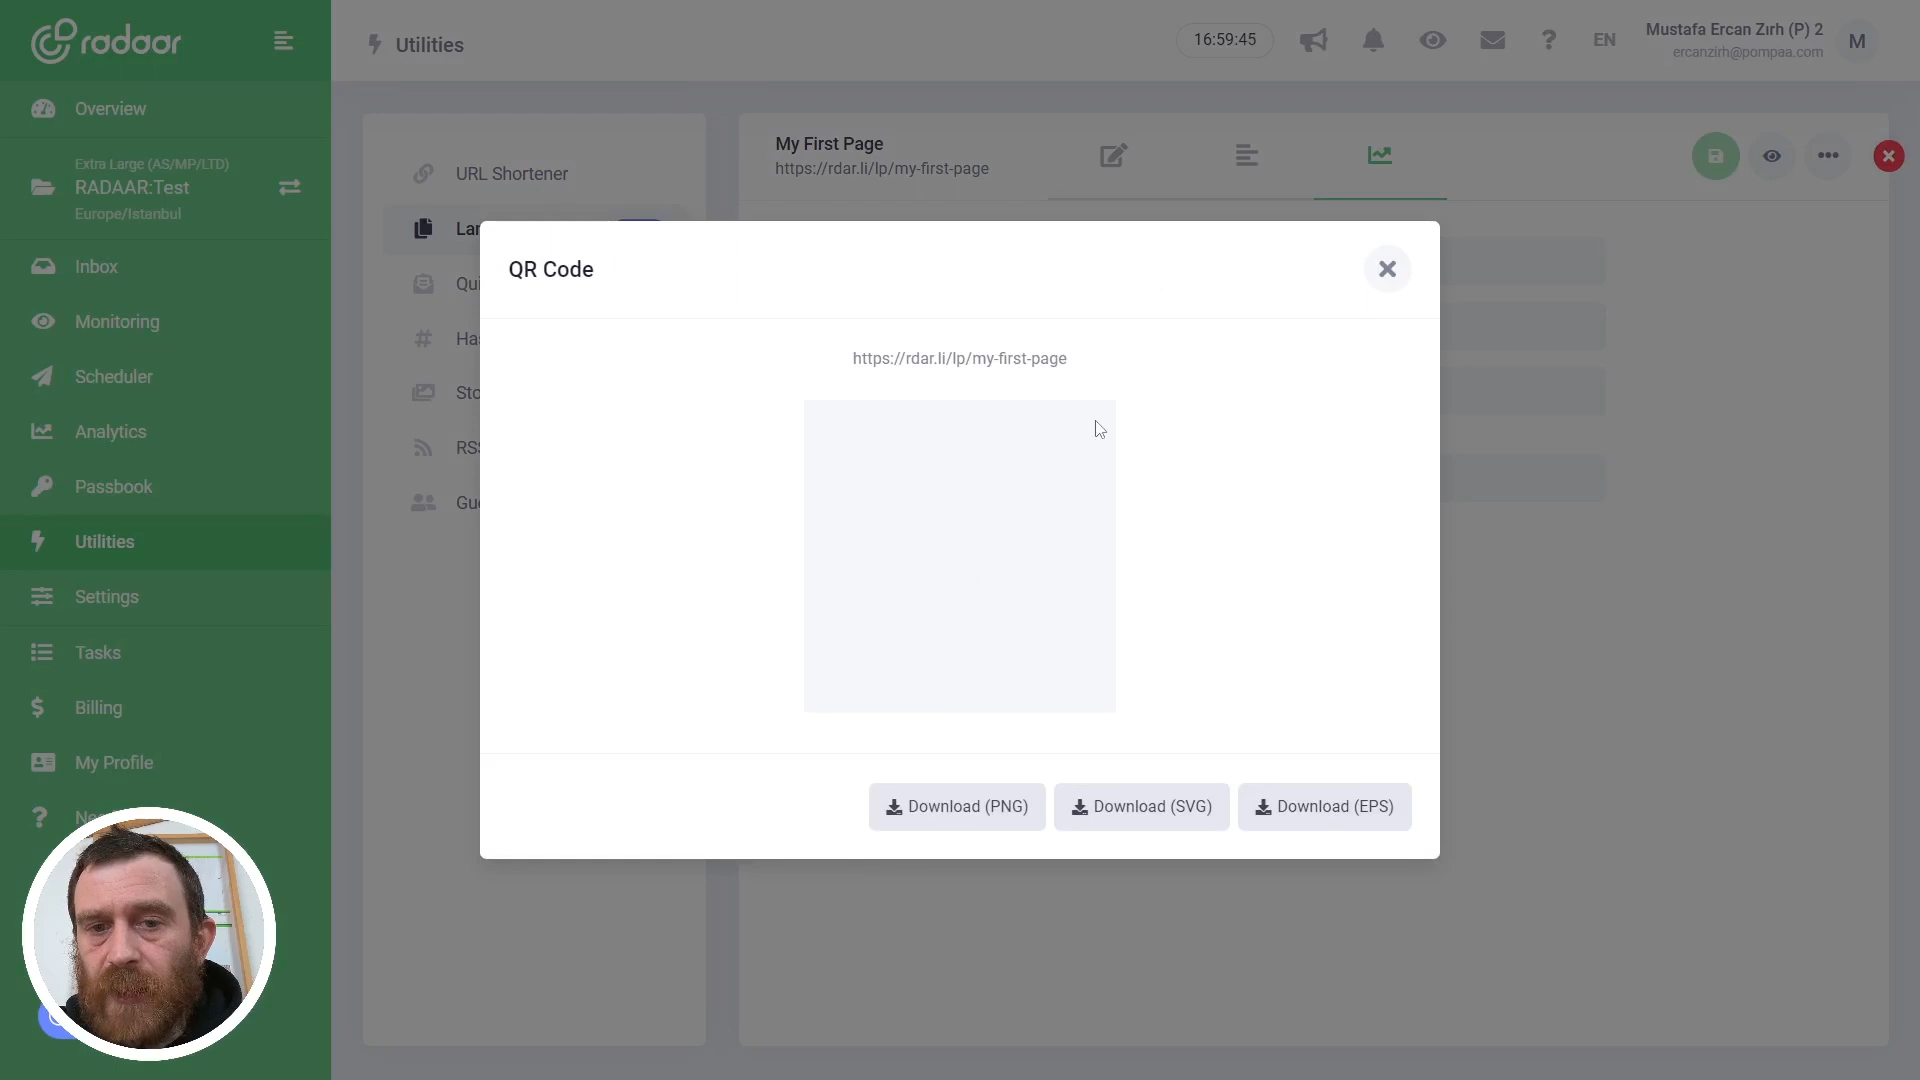 radaar
Utilities
16:59:45
EN
Mustafa Ercan Zırh (P) 2
ercanzirh@pompaa.com
M
Overview
Extra Large (AS/MP/LTD)
RADAAR:Test
Europe/Istanbul
Inbox
Monitoring
Scheduler
Analytics
Passbook
Utilities
Settings
Tasks
Billing
My Profile
URL Shortener
My First Page
https://rdar.li/lp/my-first-page
QR Code
https://rdar.li/lp/my-first-page
Download (PNG)
Download (SVG)
Download (EPS)